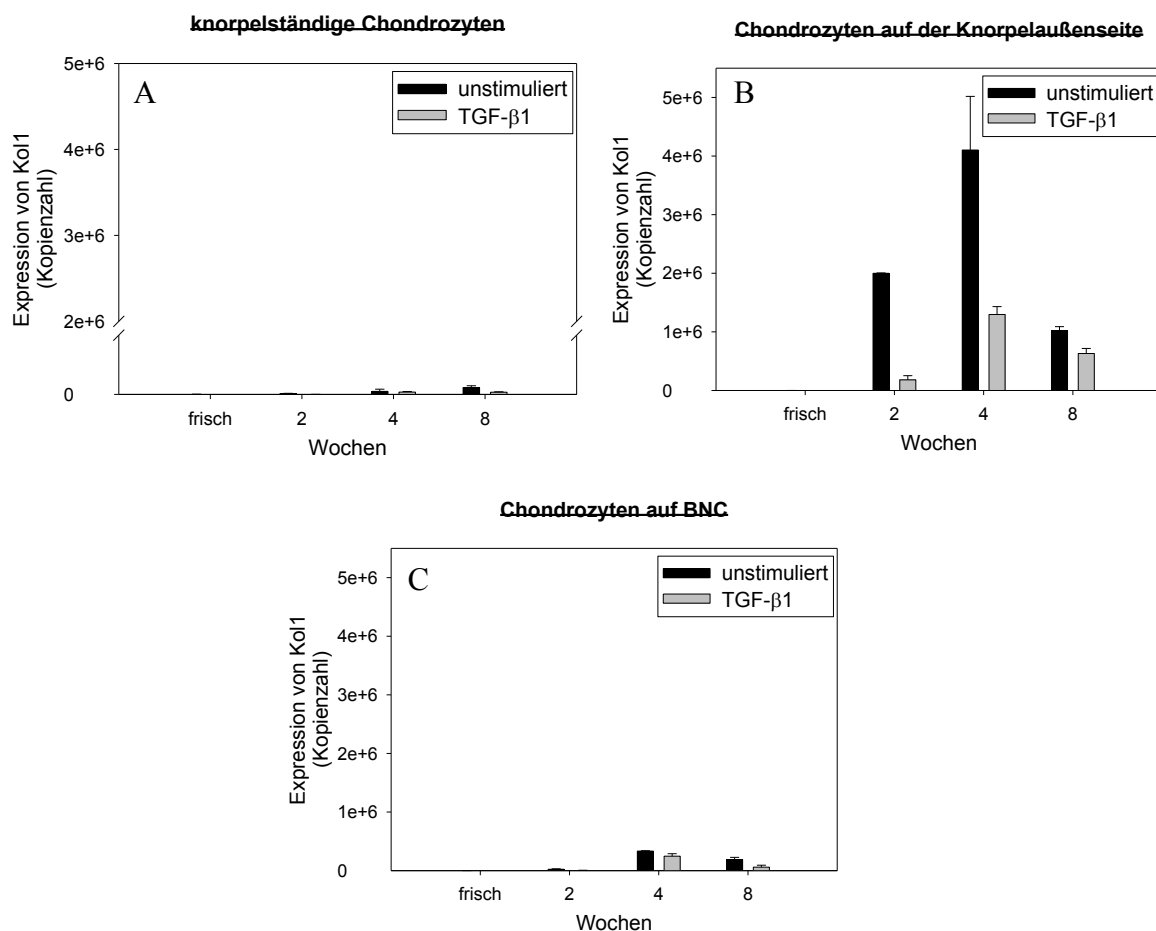 knorpelständige Chondrozyten
A
unstimuliert
TGF-β1
Expression von Kol1
(Kopienzahl)
5e+6
4e+6
3e+6
2e+6
0
frisch 2 4 8
Wochen
Chondrozyten auf der Knorpelaußenseite
B
unstimuliert
TGF-β1
Expression von Kol1
(Kopienzahl)
5e+6
4e+6
3e+6
2e+6
1e+6
0
frisch 2 4 8
Wochen
Chondrozyten auf BNC
C
unstimuliert
TGF-β1
Expression von Kol1
(Kopienzahl)
5e+6
4e+6
3e+6
2e+6
1e+6
0
frisch 2 4 8
Wochen